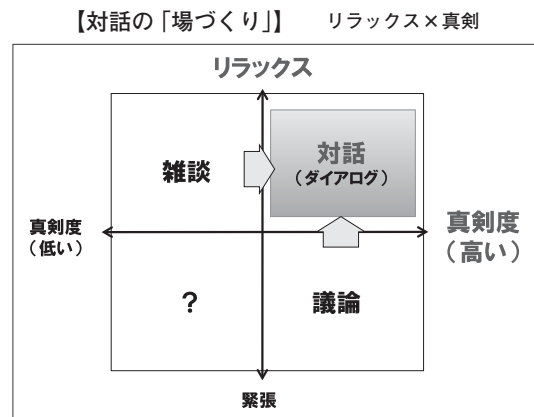 【対話の「場づくり」】 リラックス×真剣
リラックス
雑談
対話
(ダイアログ)
真剣度
(低い)
真剣度
(高い)
?
議論
緊張